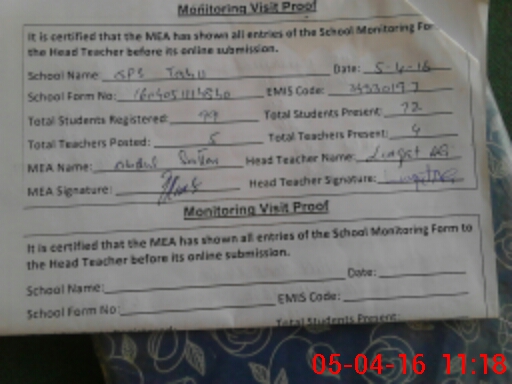 Monitoring Visit Proof
It is certified that the MEA has shown all entries of the School Monitoring For
the Head Teacher before its online submission.
School Name GPS Date: 5-4-16
School Form No: EMIS Code:
Total Students Registered: 99 Total Students Present: 72
Total Teachers Posted: 5 Total Teachers Present: 4
MEA Name: Abdul Head Teacher Name: Liaqat Ali
MEA Signature: Head Teacher Signature:
Monitoring Visit Proof
It is certified that the MEA has shown all entries of the School Monitoring Form to
the Head Teacher before its online submission.
School Name: Date:
School Form No: EMIS Code:
Total Students Present:
05-04-16 11:18